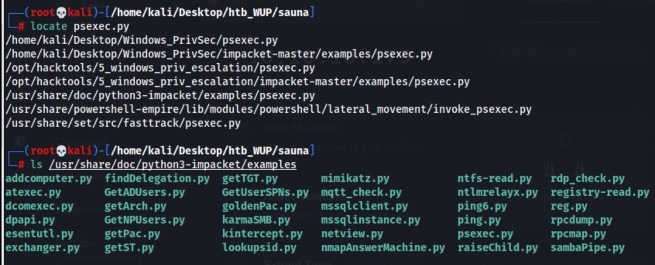 ┌──(root💀kali)-[/home/kali/Desktop/htb_WUP/sauna]
└─# locate psexec.py
/home/kali/Desktop/Windows_PrivSec/psexec.py
/home/kali/Desktop/Windows_PrivSec/impacket-master/examples/psexec.py
/opt/hacktools/5_windows_priv_escalation/psexec.py
/opt/hacktools/5_windows_priv_escalation/impacket-master/examples/psexec.py
/usr/share/doc/python3-impacket/examples/psexec.py
/usr/share/powershell-empire/lib/modules/powershell/lateral_movement/invoke_psexec.py
/usr/share/set/src/fasttrack/psexec.py
┌──(root💀kali)-[/home/kali/Desktop/htb_WUP/sauna]
└─# ls /usr/share/doc/python3-impacket/examples
addcomputer.py findDelegation.py getTGT.py mimikatz.py ntfs-read.py rdp_check.py
atexec.py GetADUsers.py GetUserSPNs.py mqtt_check.py ntlmrelayx.py registry-read.py
dcomexec.py getArch.py goldenPac.py mssqlclient.py ping6.py reg.py
dpapi.py GetNPUsers.py karmaSMB.py mssqlinstance.py ping.py rpcdump.py
esentutl.py getPac.py kintercept.py netview.py psexec.py rpcmap.py
exchanger.py getST.py lookupsid.py nmapAnswerMachine.py raiseChild.py sambaPipe.py